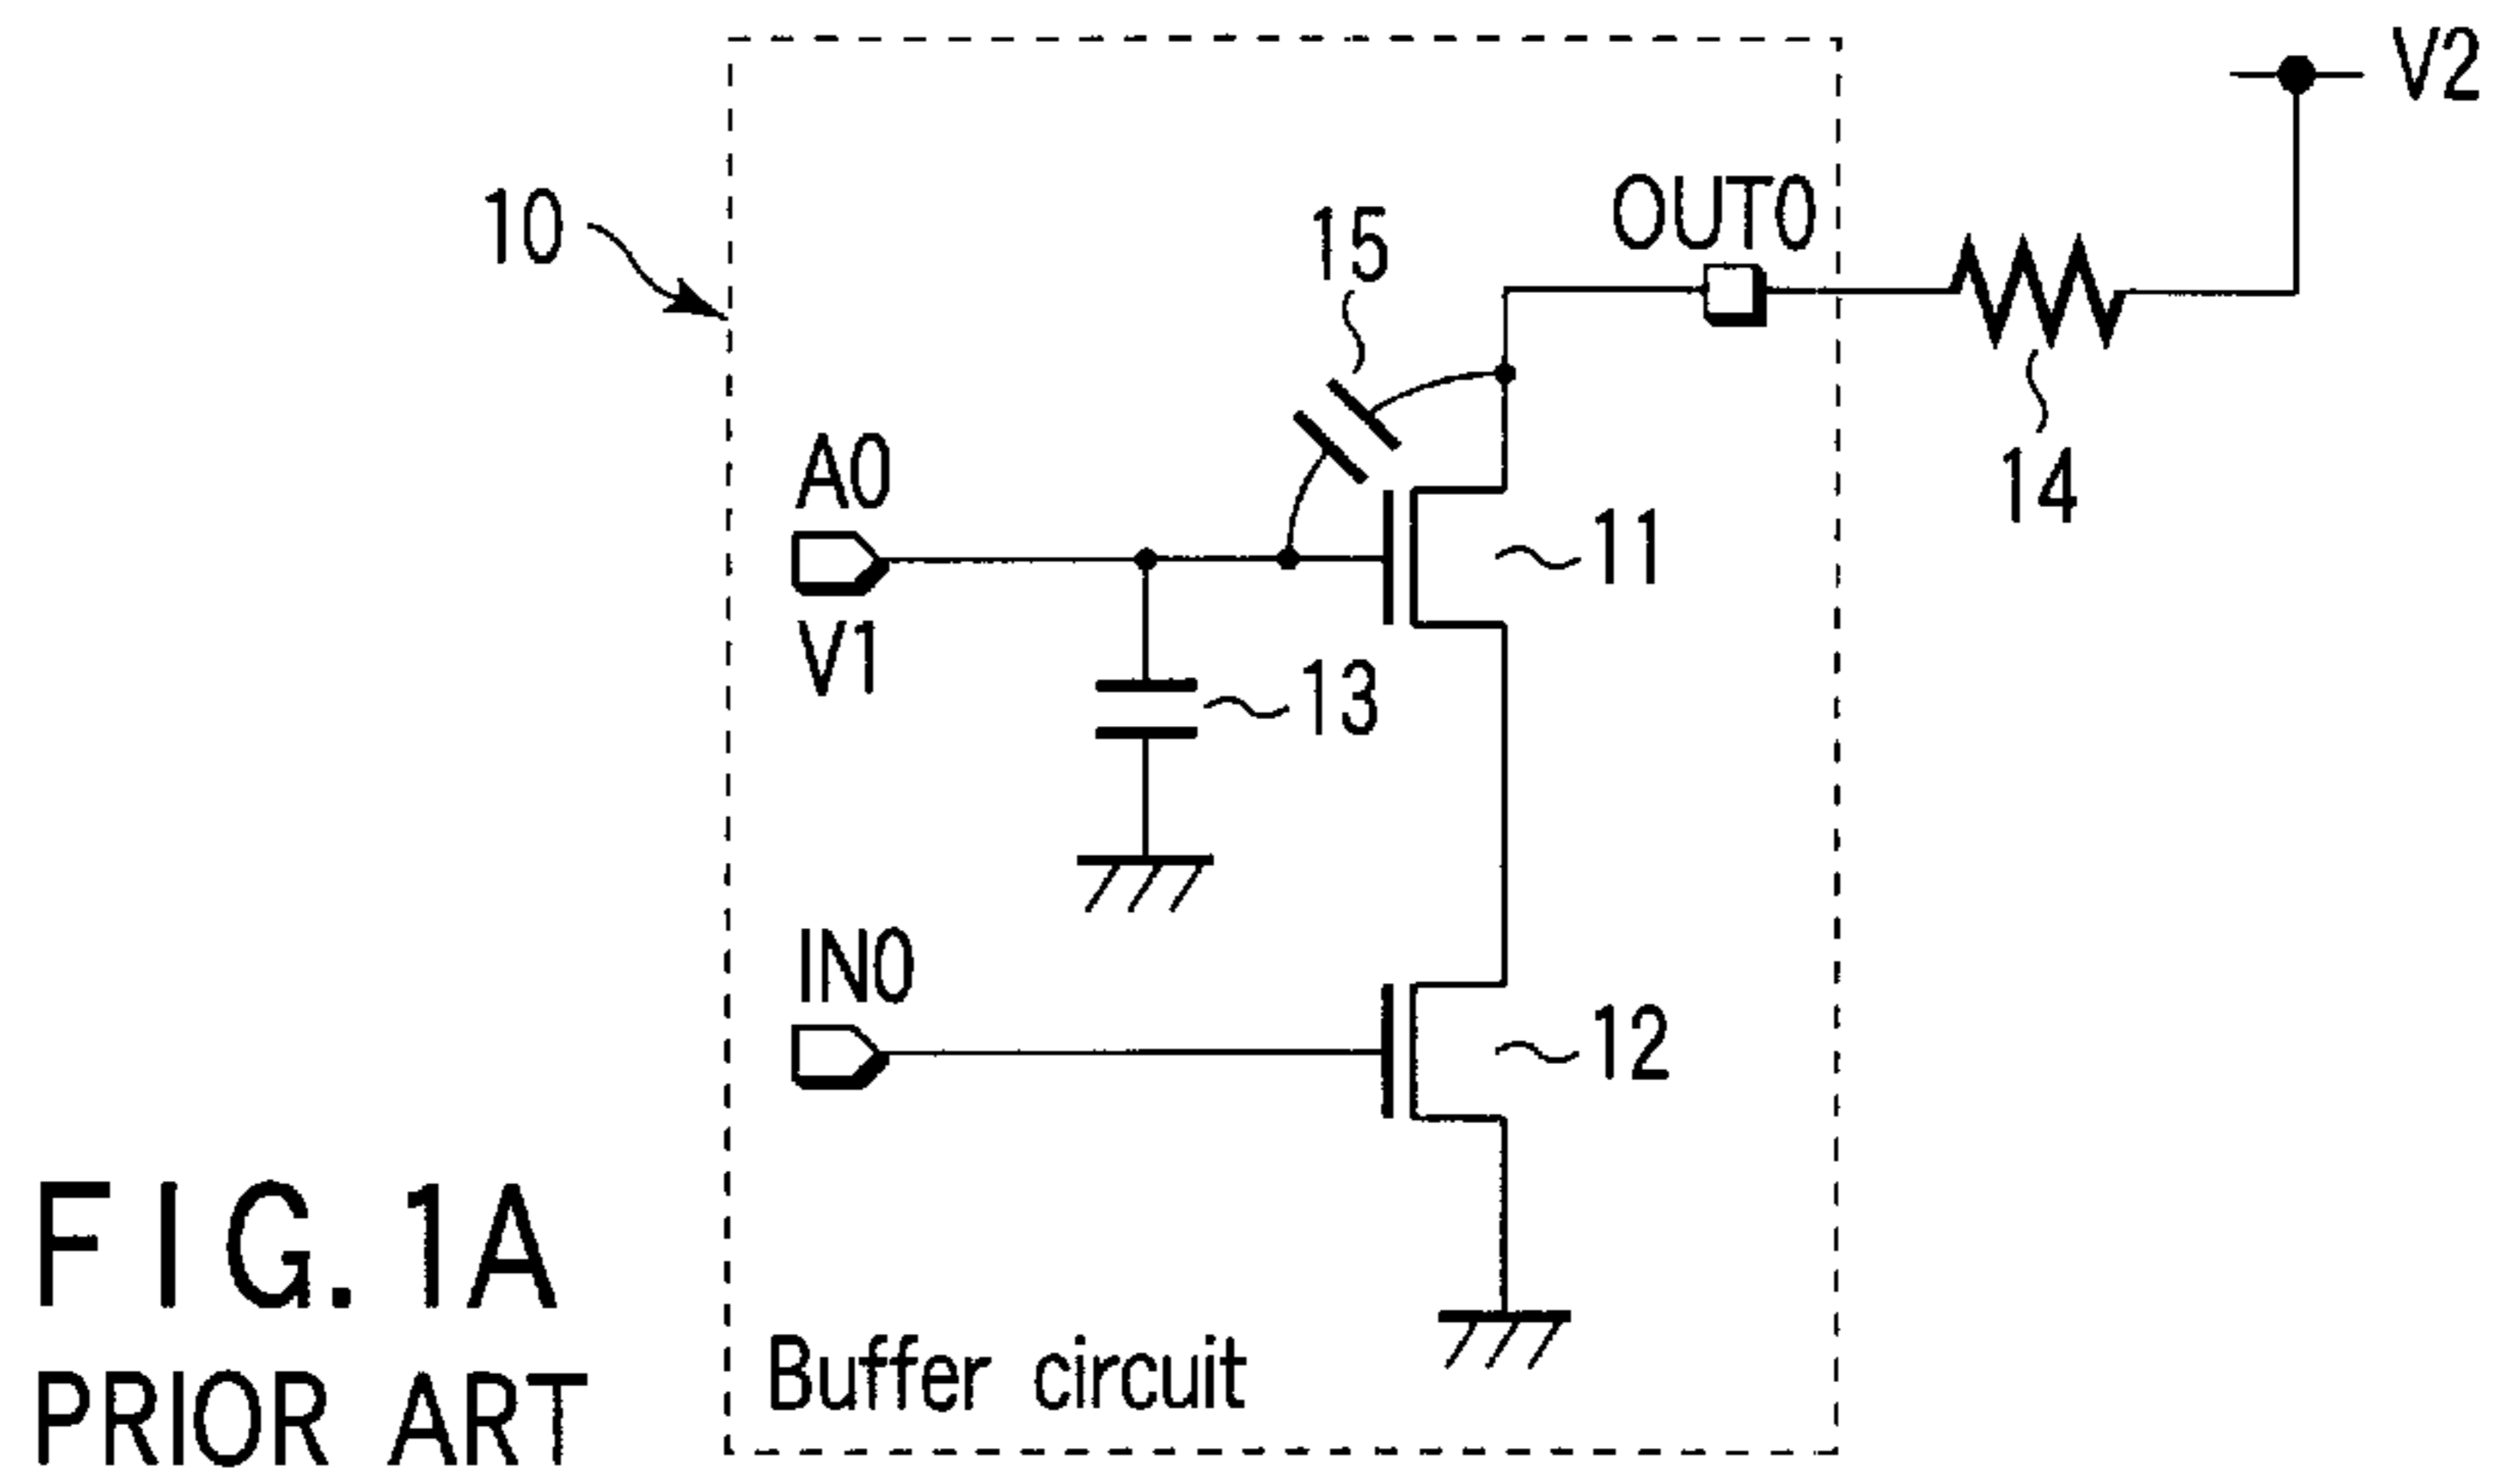 V2
10
15
OUT0
A0
11
14
V1
13
IN0
12
FIG. 1A
PRIOR ART
Buffer circuit